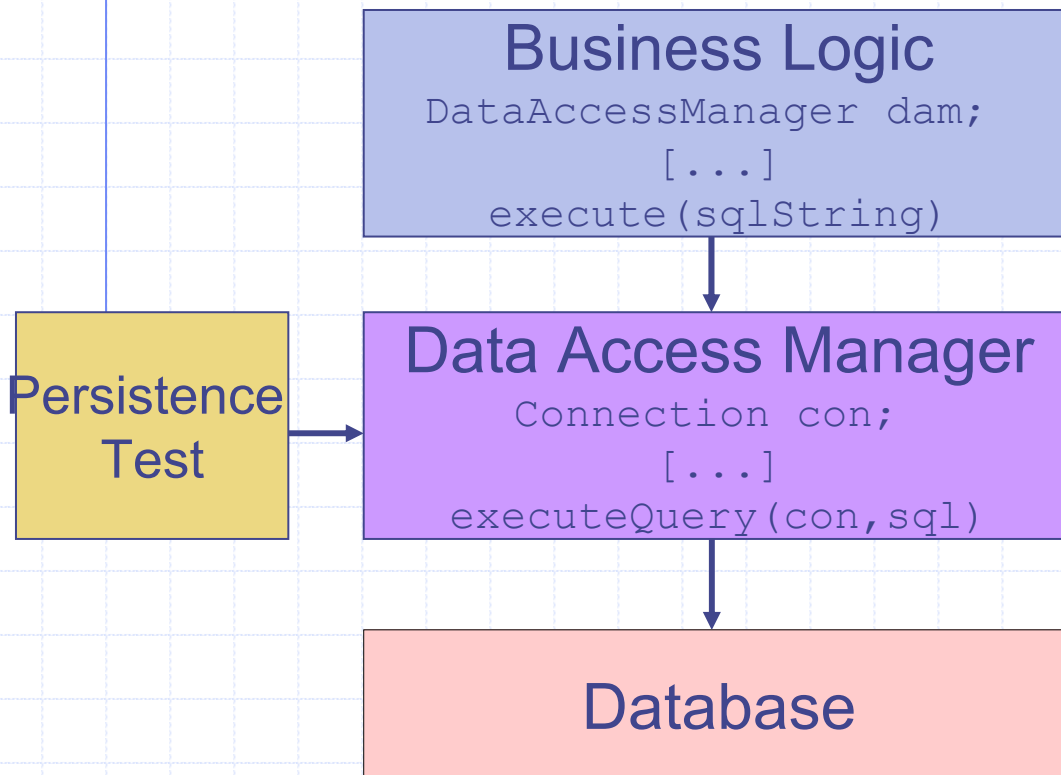 Business Logic
DataAccessManager dam;
[...]
execute(sqlString)
Persistence
Test
Data Access Manager
Connection con;
[...]
executeQuery(con,sql)
Database